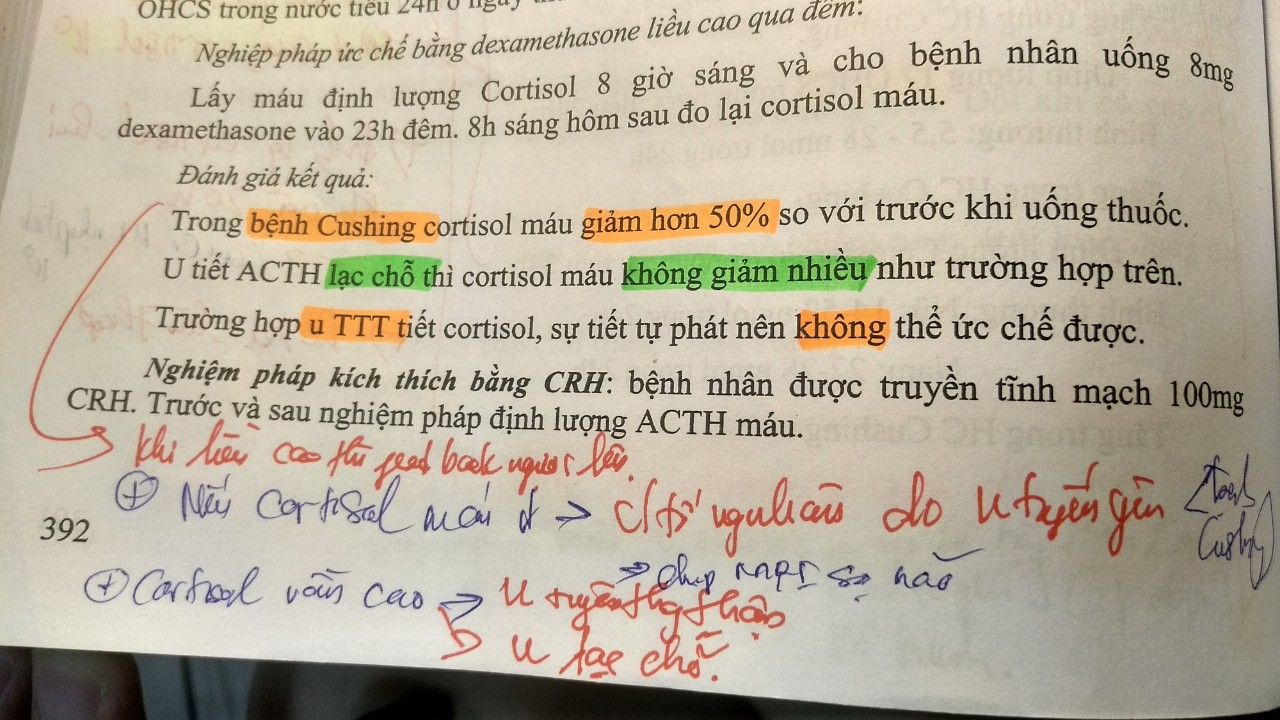 OHCS trong nước tiểu 24h ở ngày
Nghiệp pháp ức chế bằng dexamethasone liều cao qua đêm:
Lấy máu định lượng Cortisol 8 giờ sáng và cho bệnh nhân uống 8mg
dexamethasone vào 23h đêm. 8h sáng hôm sau đo lại cortisol máu.
Đánh giá kết quả:
Trong bệnh Cushing cortisol máu giảm hơn 50% so với trước khi uống thuốc.
U tiết ACTH lạc chỗ thì cortisol máu không giảm nhiều như trường hợp trên.
Trường hợp u TTT tiết cortisol, sự tiết tự phát nên không thể ức chế được.
Nghiệm pháp kích thích bằng CRH: bệnh nhân được truyền tĩnh mạch 100mg
CRH. Trước và sau nghiệm pháp định lượng ACTH máu.
khi liều cao thì feed back ngược lên.
⊕ Nếu cortisol máu ↓ → do u tuyến yên
Cushing
392
→ chụp MRI sọ não
⊕ Cortisol vẫn cao → u tuyến thượng thận
↳ u lạc chỗ.